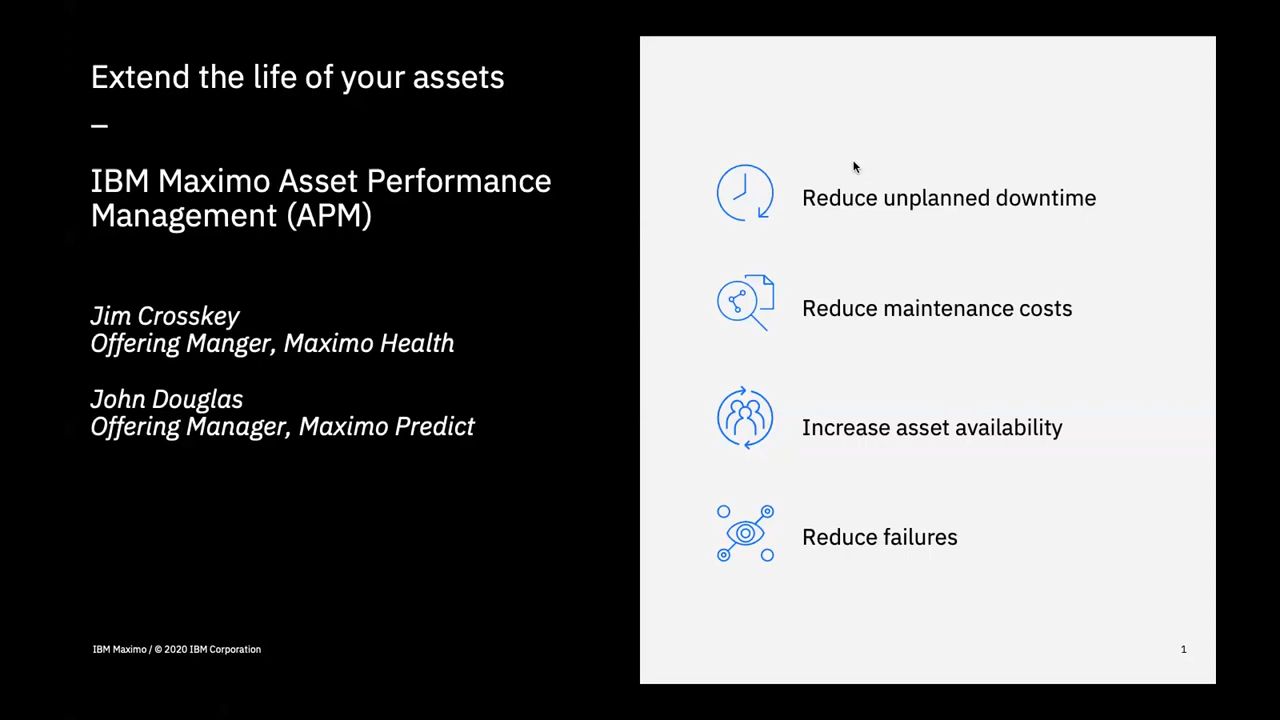 Extend the life of your assets
–
IBM Maximo Asset Performance
Management (APM)
Jim Crosskey
Offering Manger, Maximo Health
John Douglas
Offering Manager, Maximo Predict
IBM Maximo / © 2020 IBM Corporation
Reduce unplanned downtime
Reduce maintenance costs
Increase asset availability
Reduce failures
1